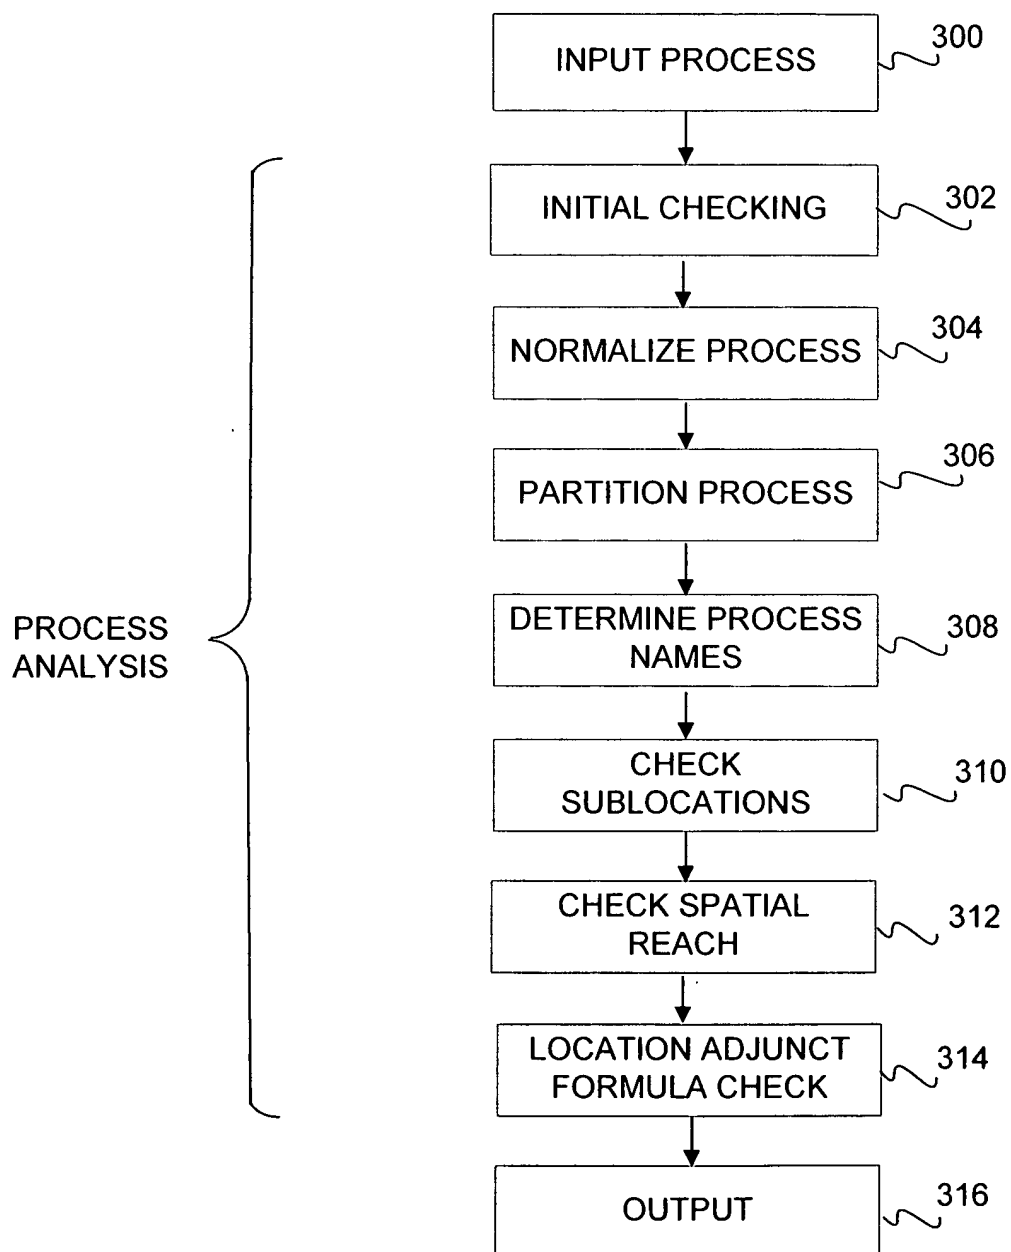 INPUT PROCESS
300
INITIAL CHECKING
302
NORMALIZE PROCESS
304
PARTITION PROCESS
306
DETERMINE PROCESS
NAMES
308
PROCESS
ANALYSIS
CHECK
SUBLOCATIONS
310
CHECK SPATIAL
REACH
312
LOCATION ADJUNCT
FORMULA CHECK
314
OUTPUT
316